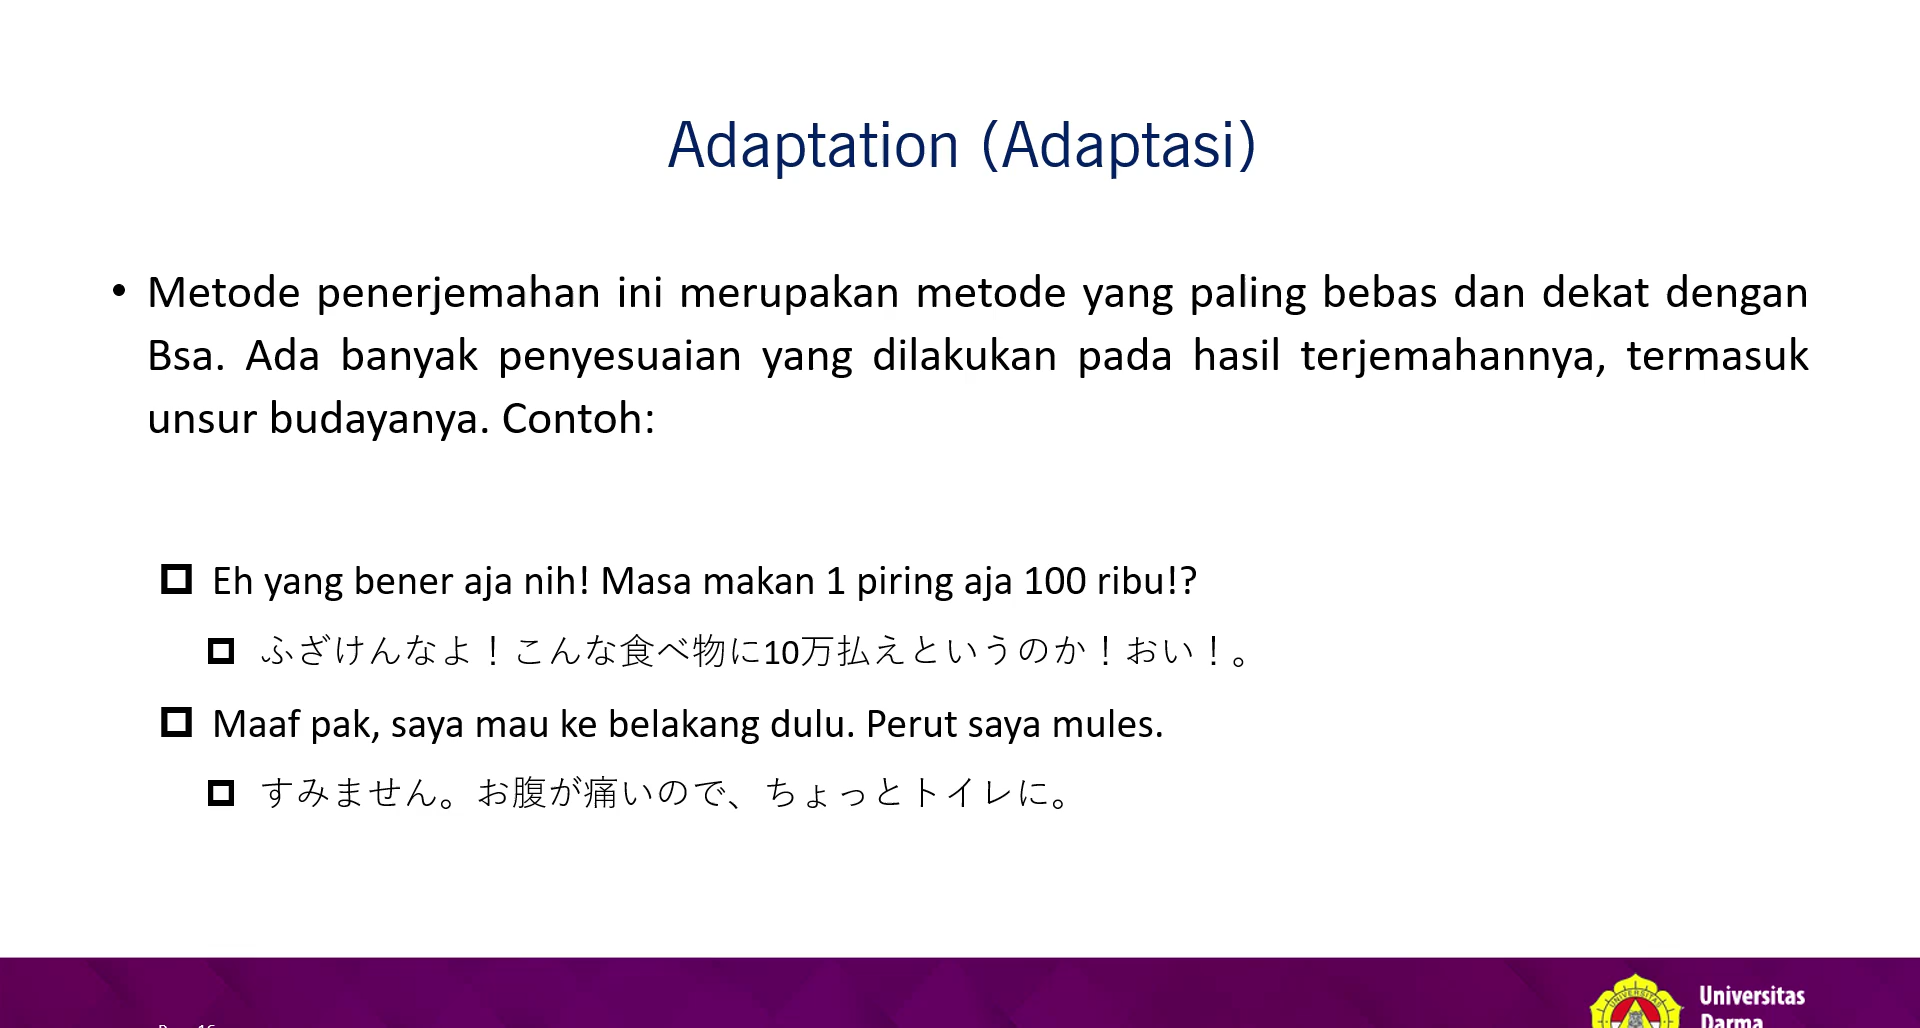 Adaptation (Adaptasi)
• Metode penerjemahan ini merupakan metode yang paling bebas dan dekat dengan
Bsa. Ada banyak penyesuaian yang dilakukan pada hasil terjemahannya, termasuk
unsur budayanya. Contoh:
Eh yang bener aja nih! Masa makan 1 piring aja 100 ribu!?
ふざけんなよ！こんな食べ物に10万払えというのか！おい！。
Maaf pak, saya mau ke belakang dulu. Perut saya mules.
すみません。お腹が痛いので、ちょっとトイレに。
Universitas
Darma